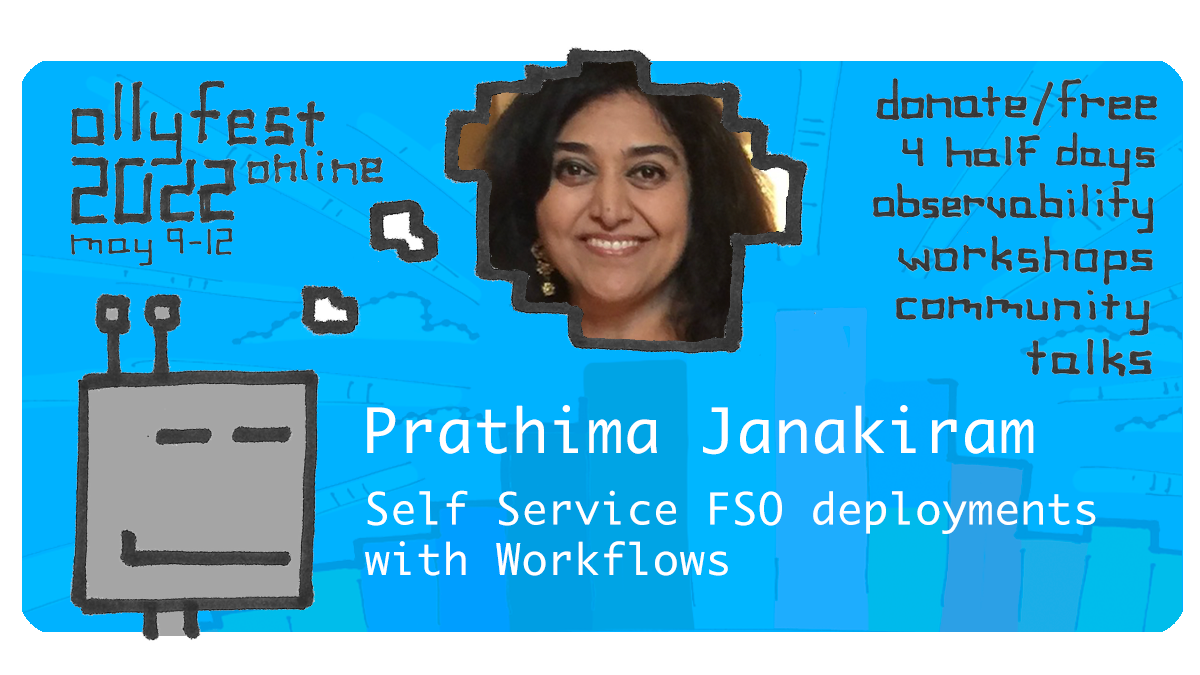 ollyfest
2022 online
may 9-12
donate/free
4 half days
observability
workshops
community
talks
Prathima Janakiram
Self Service FSO deployments
with Workflows